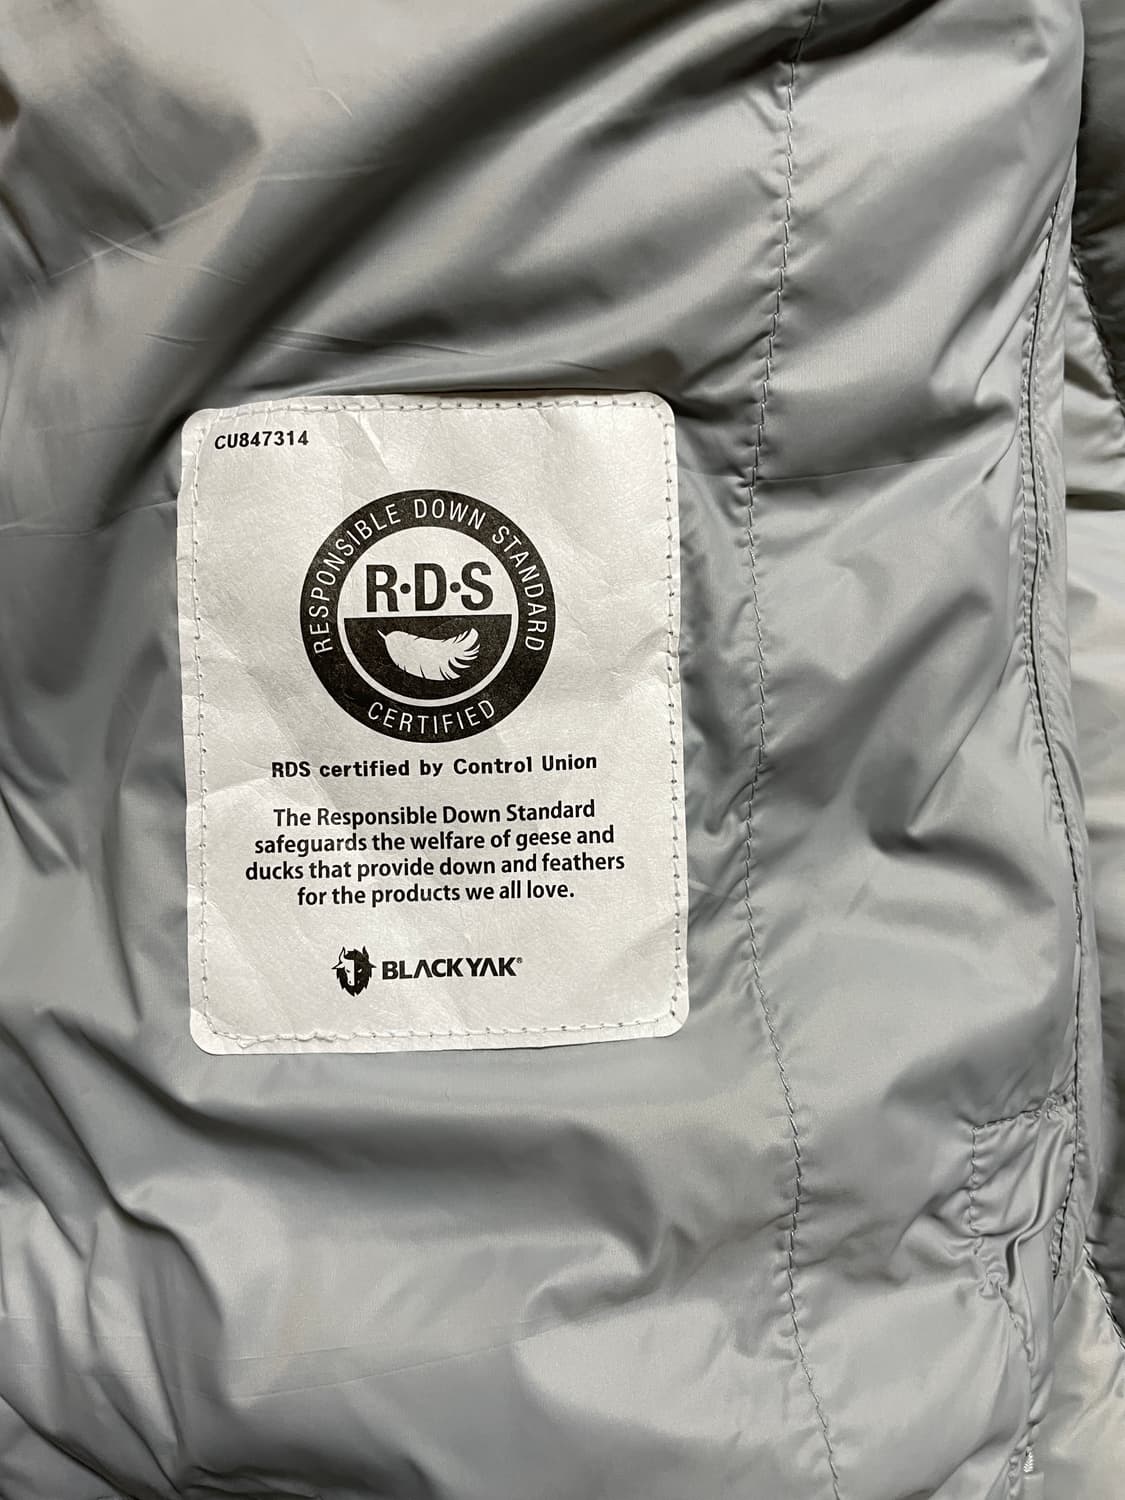 CU847314
RESPONSIBLE DOWN STANDARD
R·D·S
CERTIFIED
RDS certified by Control Union
The Responsible Down Standard
safeguards the welfare of geese and
ducks that provide down and feathers
for the products we all love.
BLACKYAK®